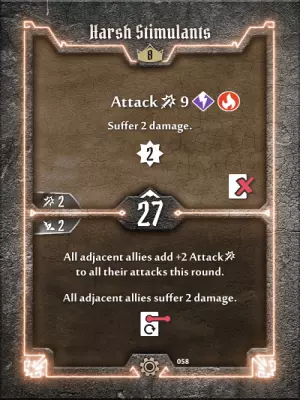 Harsh Stimulants
8
Attack 9
Suffer 2 damage.
2
2
27
2
All adjacent allies add +2 Attack
to all their attacks this round.
All adjacent allies suffer 2 damage.
058